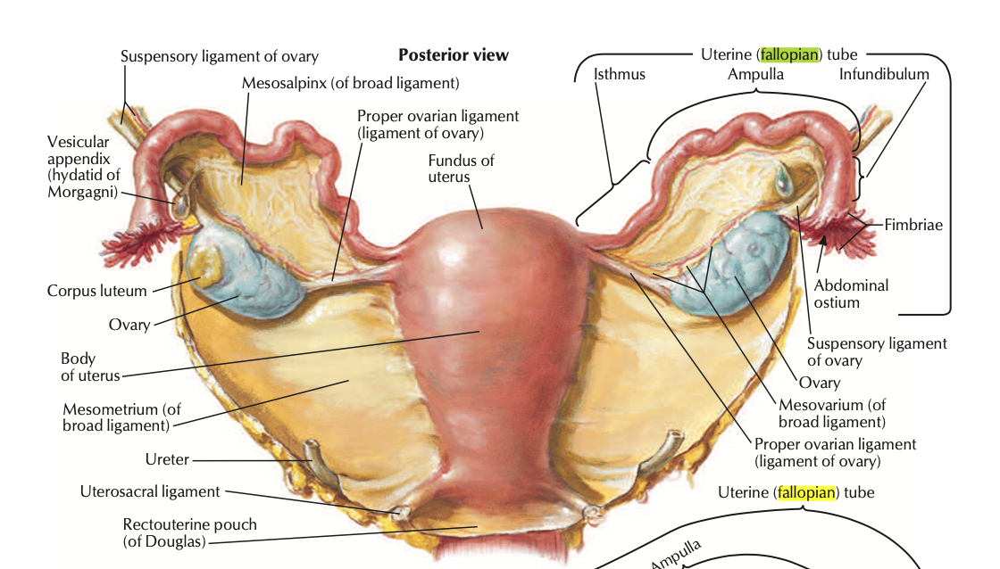 Posterior view
Suspensory ligament of ovary
Mesosalpinx (of broad ligament)
Proper ovarian ligament
(ligament of ovary)
Fundus of
uterus
Vesicular
appendix
(hydatid of
Morgagni)
Corpus luteum
Ovary
Body
of uterus
Mesometrium (of
broad ligament)
Ureter
Uterosacral ligament
Rectouterine pouch
(of Douglas)
Uterine (fallopian) tube
Isthmus
Ampulla
Infundibulum
Fimbriae
Abdominal
ostium
Suspensory ligament
of ovary
Ovary
Mesovarium (of
broad ligament)
Proper ovarian ligament
(ligament of ovary)
Uterine (fallopian) tube
Ampulla